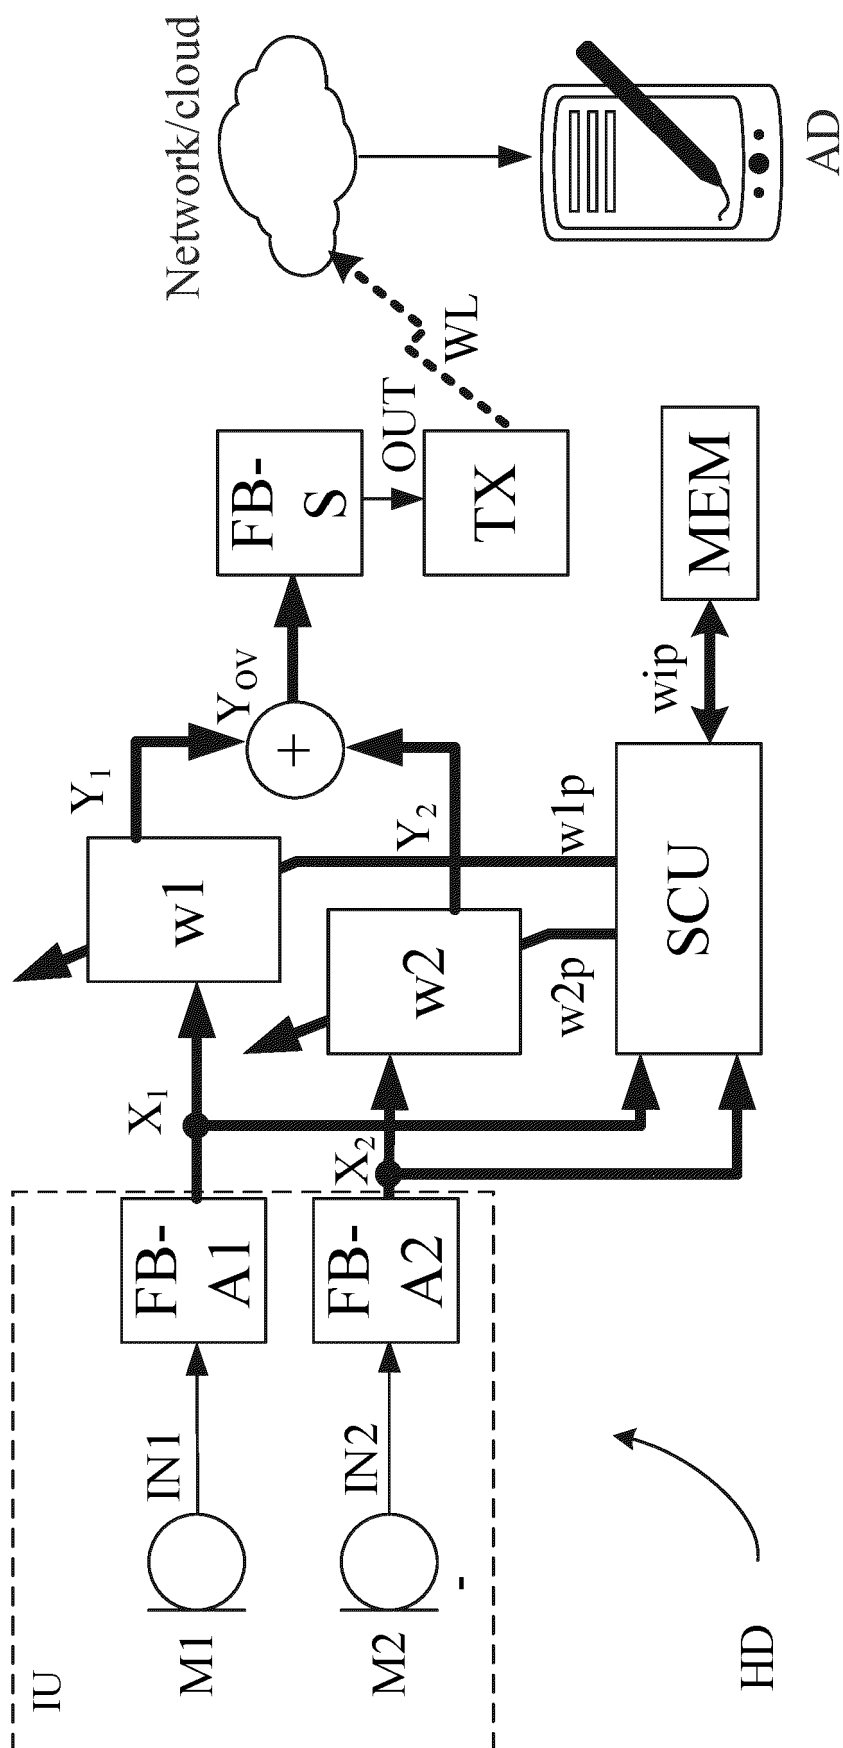 IU
M1
IN1
FB-
A1
X1
w1
Y1
YOV
FB-
S
Network/cloud
M2
IN2
FB-
A2
X2
w2
Y2
OUT
TX
WL
w2p
w1p
SCU
wip
MEM
AD
HD